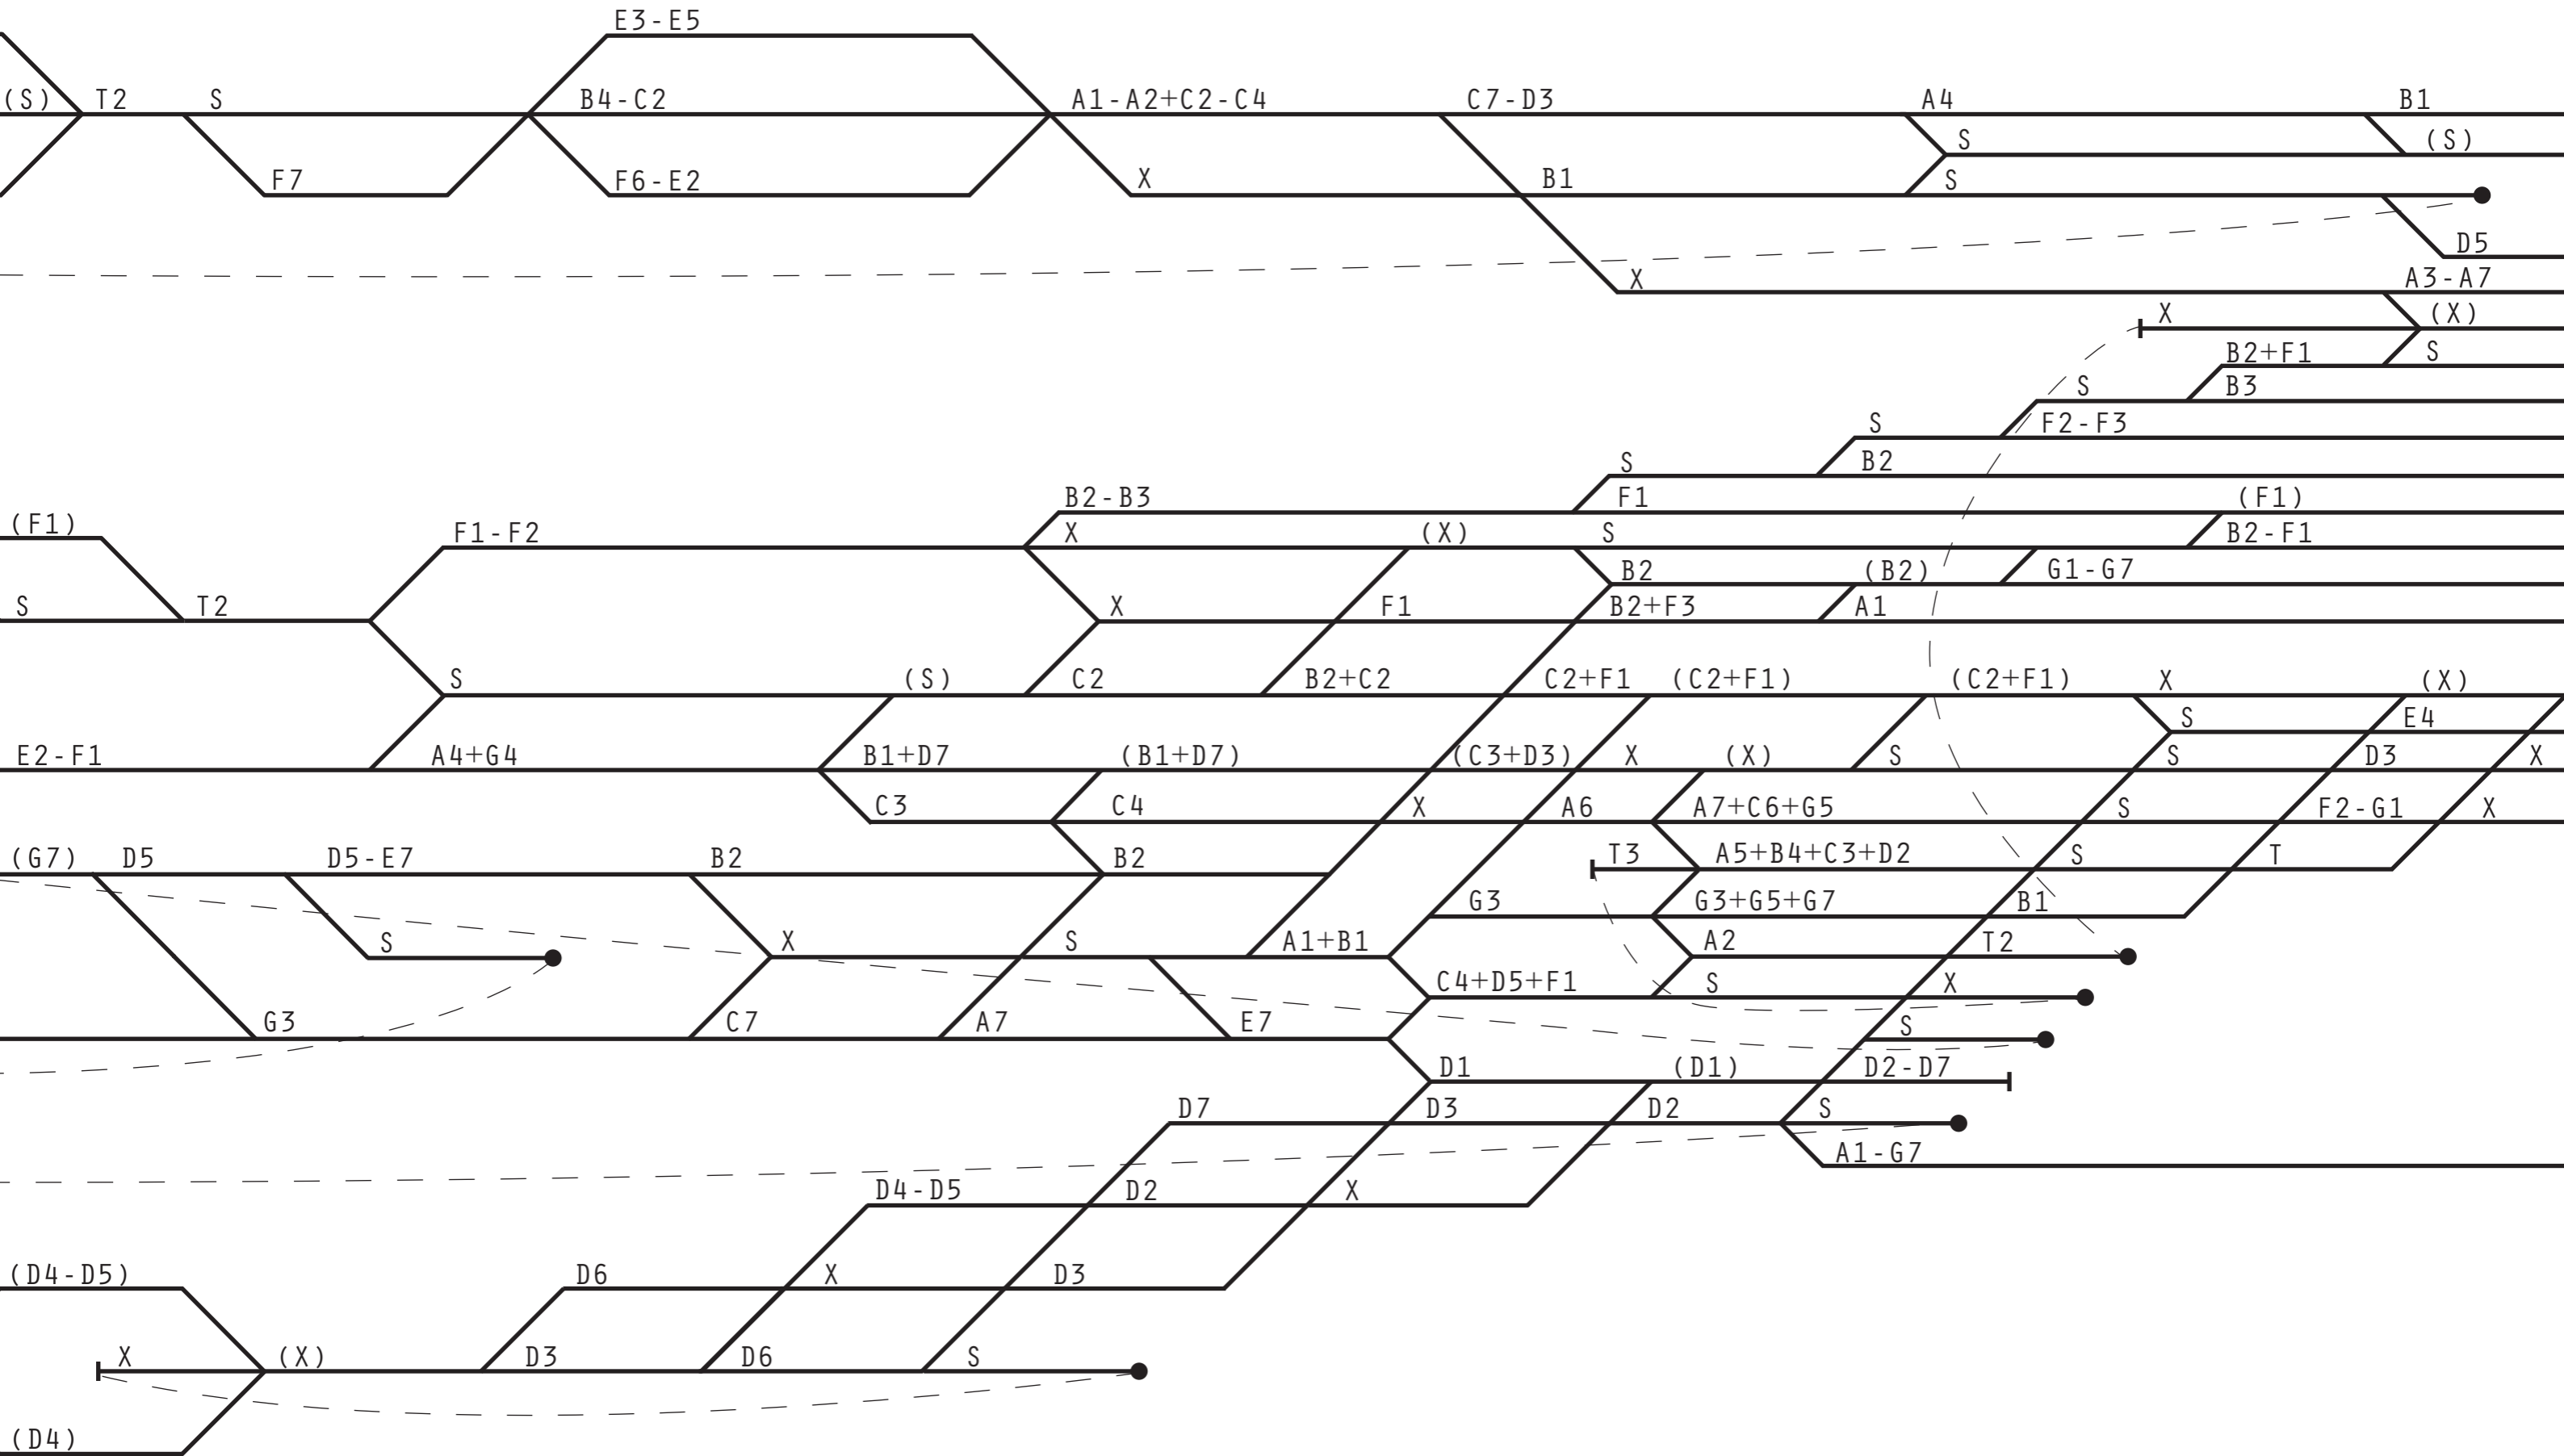 E3-E5
(S) T2 S B4-C2 A1-A2+C2-C4 C7-D3 A4 B1
S (S)
F7 F6-E2 X B1 S
D5
X A3-A7
X (X)
B2+F1 S
S B3
S F2-F3
S B2
B2-B3 F1 (F1)
(F1) F1-F2 X (X) S B2-F1
B2 (B2) G1-G7
S T2 X F1 B2+F3 A1
S (S) C2 B2+C2 C2+F1 (C2+F1) (C2+F1) X (X)
S E4
E2-F1 A4+G4 B1+D7 (B1+D7) (C3+D3) X (X) S S D3 X
C3 C4 X A6 A7+C6+G5 S F2-G1 X
(G7) D5 D5-E7 B2 B2 T3 A5+B4+C3+D2 S T
G3 G3+G5+G7 B1
S X S A1+B1 A2 T2
C4+D5+F1 S X
G3 C7 A7 E7 S
D1 (D1) D2-D7
D7 D3 D2 S
A1-G7
D4-D5 D2 X
(D4-D5) D6 X D3
X (X) D3 D6 S
(D4)